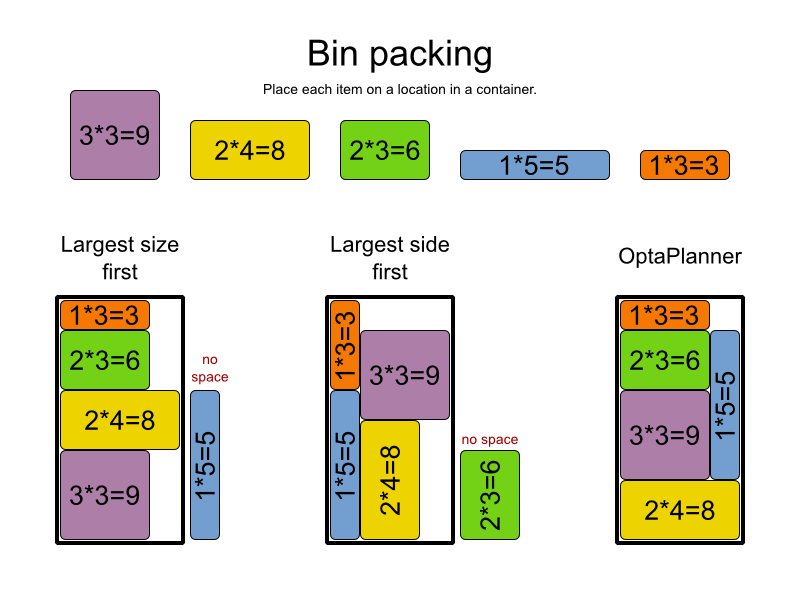 Bin packing
Place each item on a location in a container.
3*3=9
2*4=8
2*3=6
1*5=5
1*3=3
Largest size
first
1*3=3
2*3=6
2*4=8
3*3=9
no
space
1*5=5
Largest side
first
1*3=3
3*3=9
1*5=5
2*4=8
no space
2*3=6
OptaPlanner
1*3=3
2*3=6
1*5=5
3*3=9
2*4=8